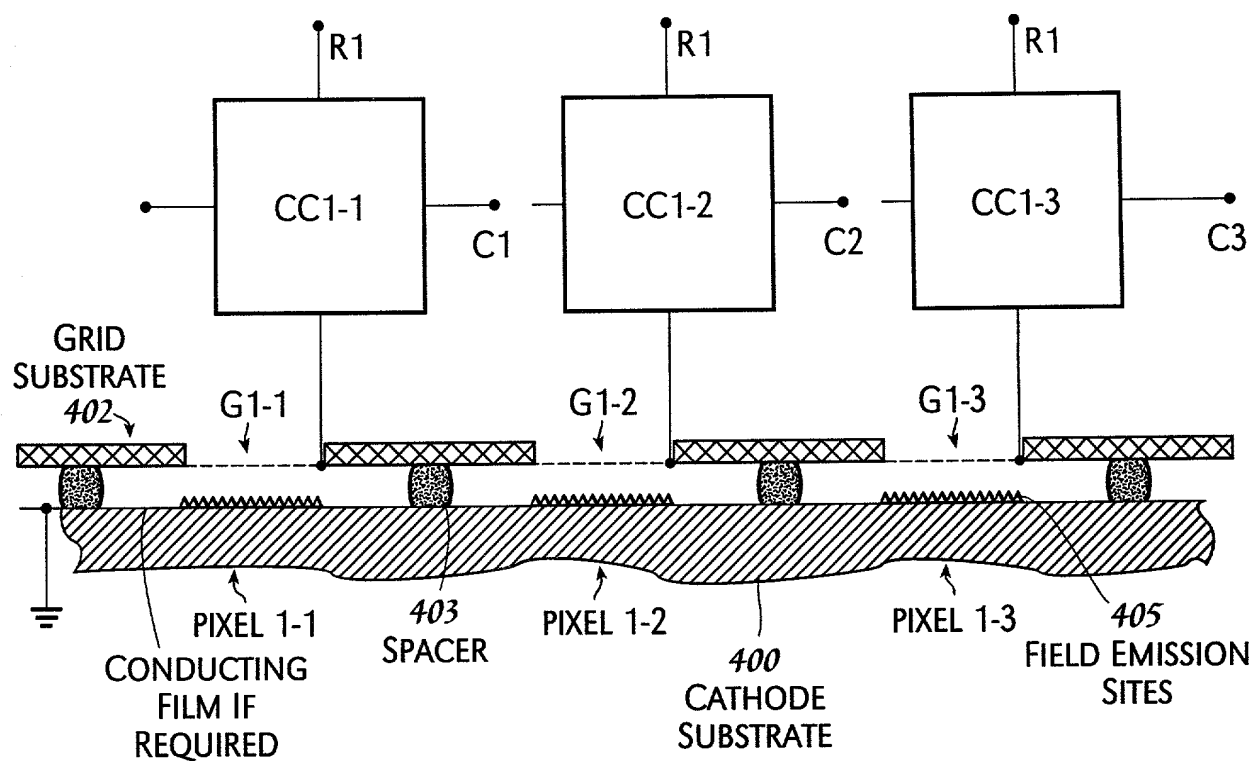 R1
R1
R1
CC1-1
CC1-2
CC1-3
C1
C2
C3
GRID
SUBSTRATE
402
G1-1
G1-2
G1-3
PIXEL 1-1
403
SPACER
PIXEL 1-2
400
CATHODE
SUBSTRATE
PIXEL 1-3
405
FIELD EMISSION
SITES
CONDUCTING
FILM IF
REQUIRED